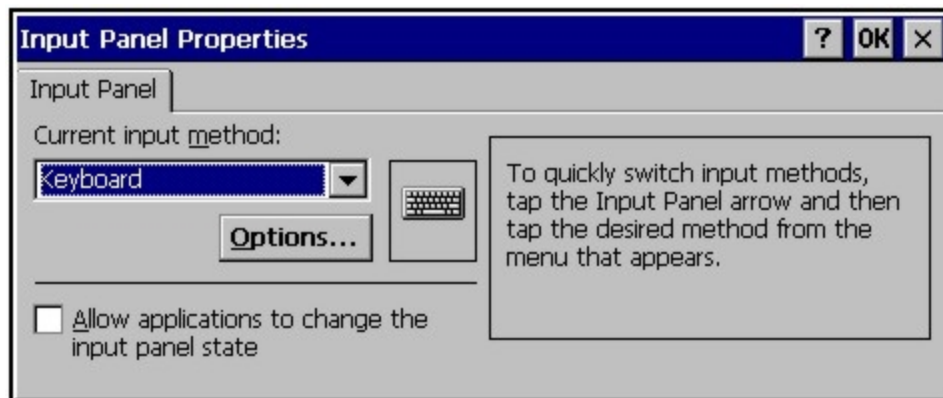 Input Panel Properties ? OK ×
Input Panel
Current input method:
Keyboard
Options...
To quickly switch input methods,
tap the Input Panel arrow and then
tap the desired method from the
menu that appears.
Allow applications to change the
input panel state